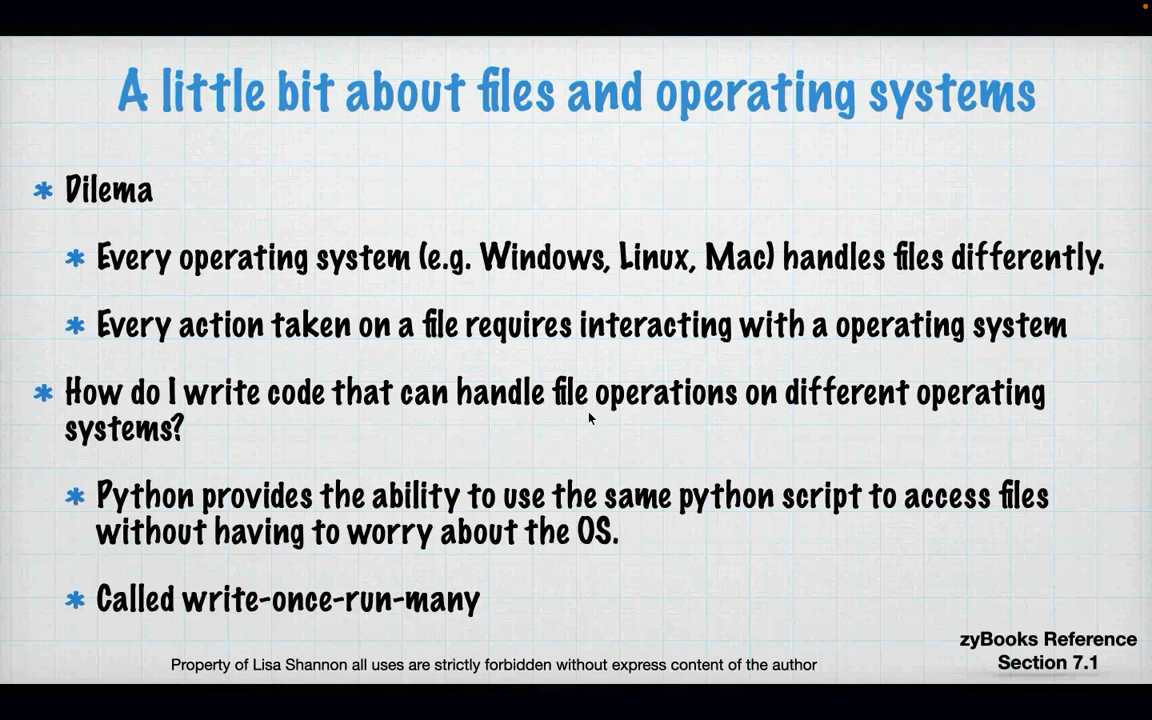 A little bit about files and operating systems
* Dilema
* Every operating system (e.g. Windows, Linux, Mac) handles files differently.
* Every action taken on a file requires interacting with a operating system
* How do I write code that can handle file operations on different operating
systems?
* Python provides the ability to use the same python script to access files
without having to worry about the OS.
* Called write-once-run-many
zyBooks Reference
Section 7.1
Property of Lisa Shannon all uses are strictly forbidden without express content of the author